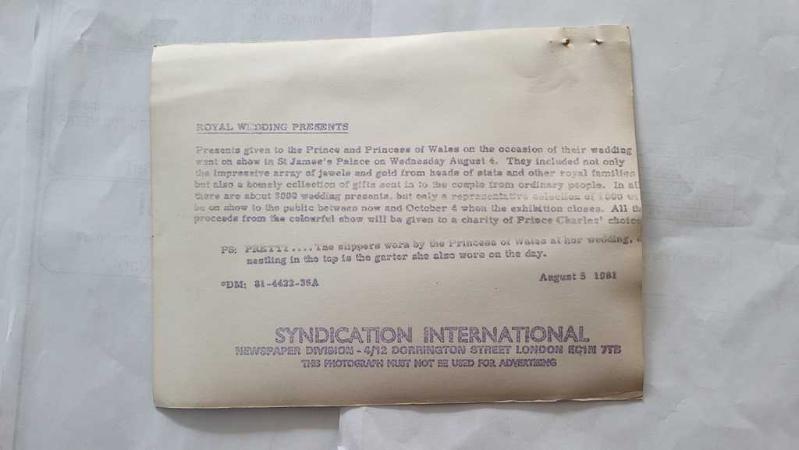 ROYAL WEDDING PRESENTS
Presents given to the Prince and Princess of Wales on the occasion of their wedding
went on show in St James's Palace on Wednesday August 4. They included not only
the impressive array of jewels and gold from heads of state and other royal families
but also a homely collection of gifts sent in to the couple from ordinary people. In
there are about 3000 wedding presents, but only a representative selection of 1000
be on show to the public between now and October 4 when the exhibition closes. All
proceeds from the colourful show will be given to a charity of Prince Charles' choice
PS: PRETTY.... The slippers worn by the Princess of Wales at her wedding,
nestling in the top is the garter she also wore on the day.
*DM: 81-4422-36A August 5 1981
SYNDICATION INTERNATIONAL
NEWSPAPER DIVISION - 4/12 DORRINGTON STREET LONDON EC1N 7TB
THIS PHOTOGRAPH MUST NOT BE USED FOR ADVERTISING